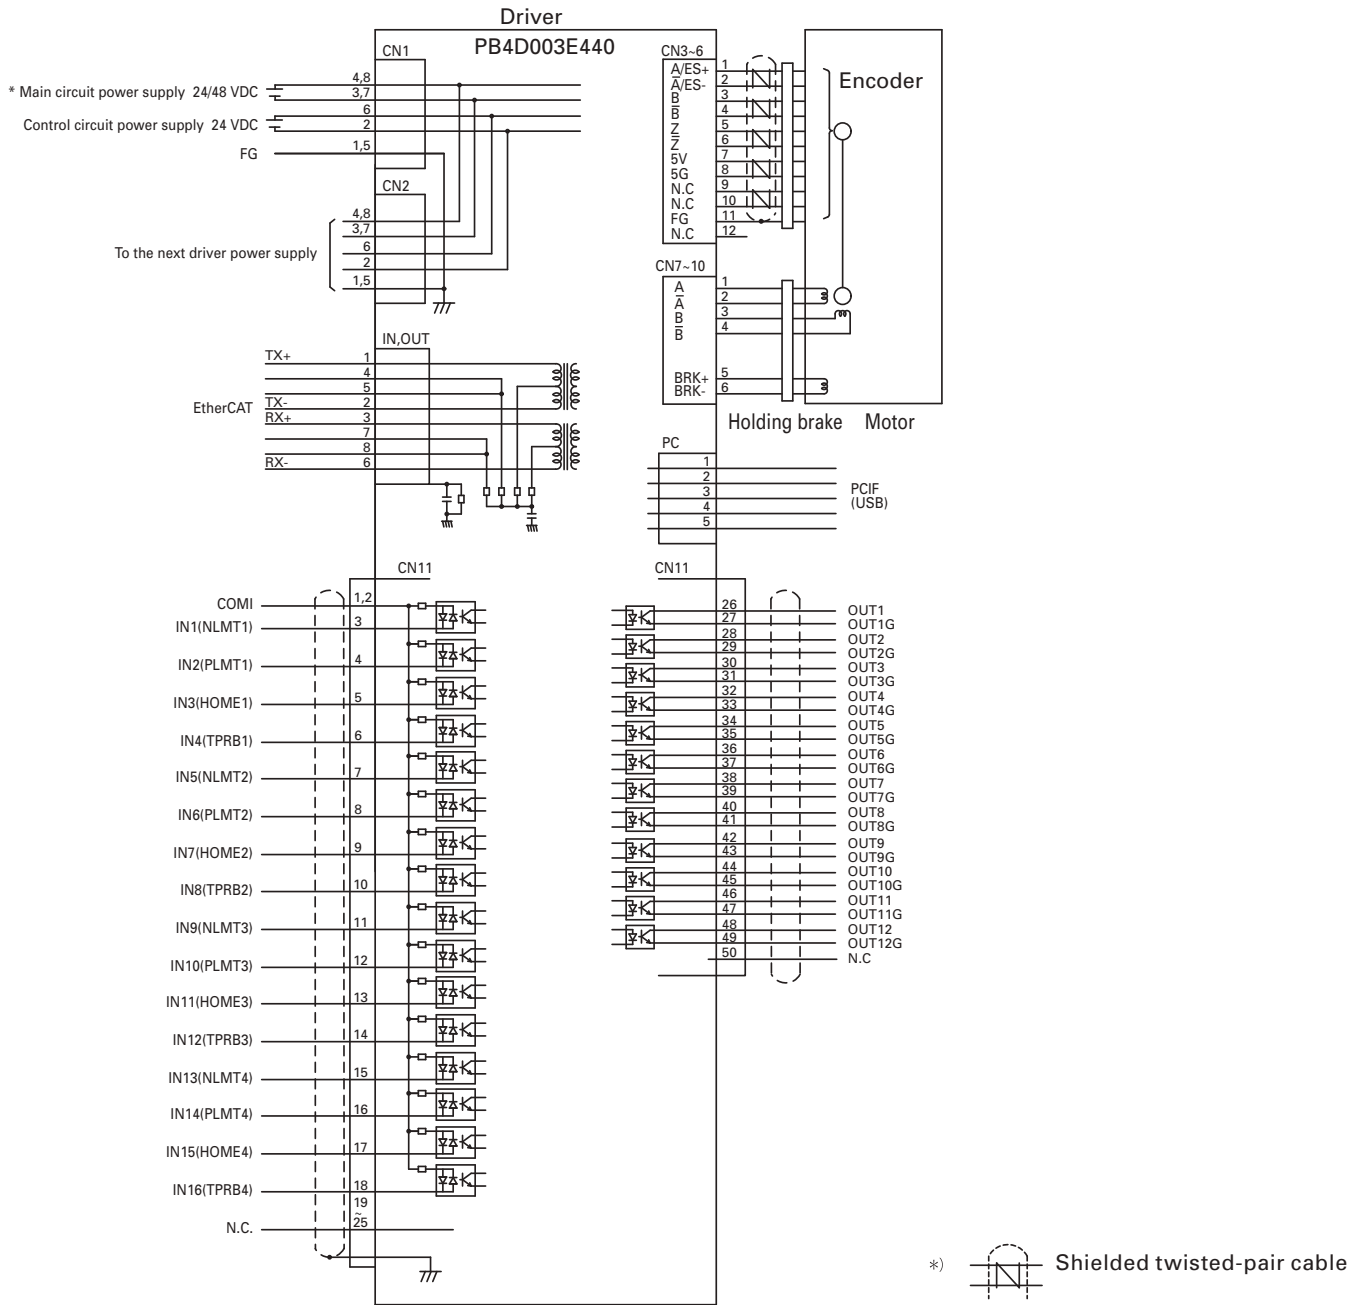 Driver
PB4D003E440
CN1
4,8
* Main circuit power supply 24/48 VDC
3,7
6
Control circuit power supply 24 VDC
2
1,5
FG
CN2
4,8
3,7
To the next driver power supply
6
2
1,5
IN,OUT
TX+ 1
4
5
EtherCAT
TX- 2
RX+ 3
7
8
RX- 6
CN3~6
A/ES+ 1
A̅/ES- 2
B 3
B̅ 4
Z 5
Z̅ 6
5V 7
5G 8
N.C 9
N.C 10
FG 11
N.C 12
Encoder
CN7~10
A 1
A̅ 2
B 3
B̅ 4
BRK+ 5
BRK- 6
Holding brake Motor
PC
1
2
3
4
5
PCIF
(USB)
CN11
COMI 1,2
IN1(NLMT1) 3
IN2(PLMT1) 4
IN3(HOME1) 5
IN4(TPRB1) 6
IN5(NLMT2) 7
IN6(PLMT2) 8
IN7(HOME2) 9
IN8(TPRB2) 10
IN9(NLMT3) 11
IN10(PLMT3) 12
IN11(HOME3) 13
IN12(TPRB3) 14
IN13(NLMT4) 15
IN14(PLMT4) 16
IN15(HOME4) 17
IN16(TPRB4) 18
19
~
N.C. 25
CN11
26 OUT1
27 OUT1G
28 OUT2
29 OUT2G
30 OUT3
31 OUT3G
32 OUT4
33 OUT4G
34 OUT5
35 OUT5G
36 OUT6
37 OUT6G
38 OUT7
39 OUT7G
40 OUT8
41 OUT8G
42 OUT9
43 OUT9G
44 OUT10
45 OUT10G
46 OUT11
47 OUT11G
48 OUT12
49 OUT12G
50 N.C
*) Shielded twisted-pair cable